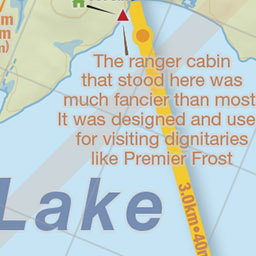 The ranger cabin
that stood here was
much fancier than most
It was designed and use
for visiting dignitaries
like Premier Frost
Lake
3.0km•40m